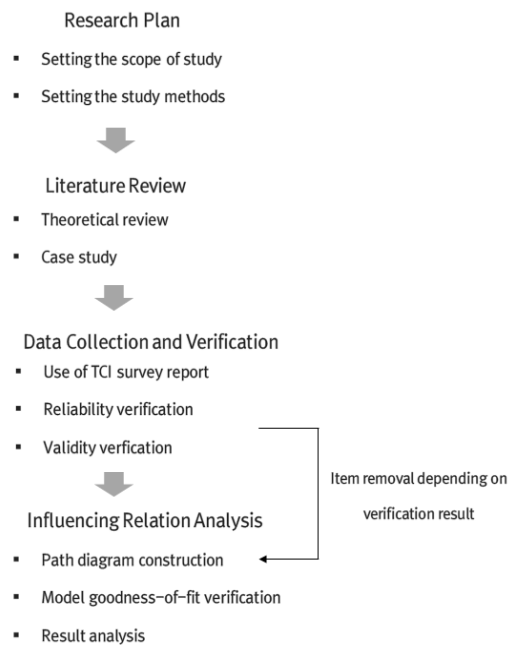 Research Plan
▪ Setting the scope of study
▪ Setting the study methods
Literature Review
▪ Theoretical review
▪ Case study
Data Collection and Verification
▪ Use of TCI survey report
▪ Reliability verification
▪ Validity verfication
Item removal depending on
verification result
Influencing Relation Analysis
▪ Path diagram construction
▪ Model goodness-of-fit verification
▪ Result analysis